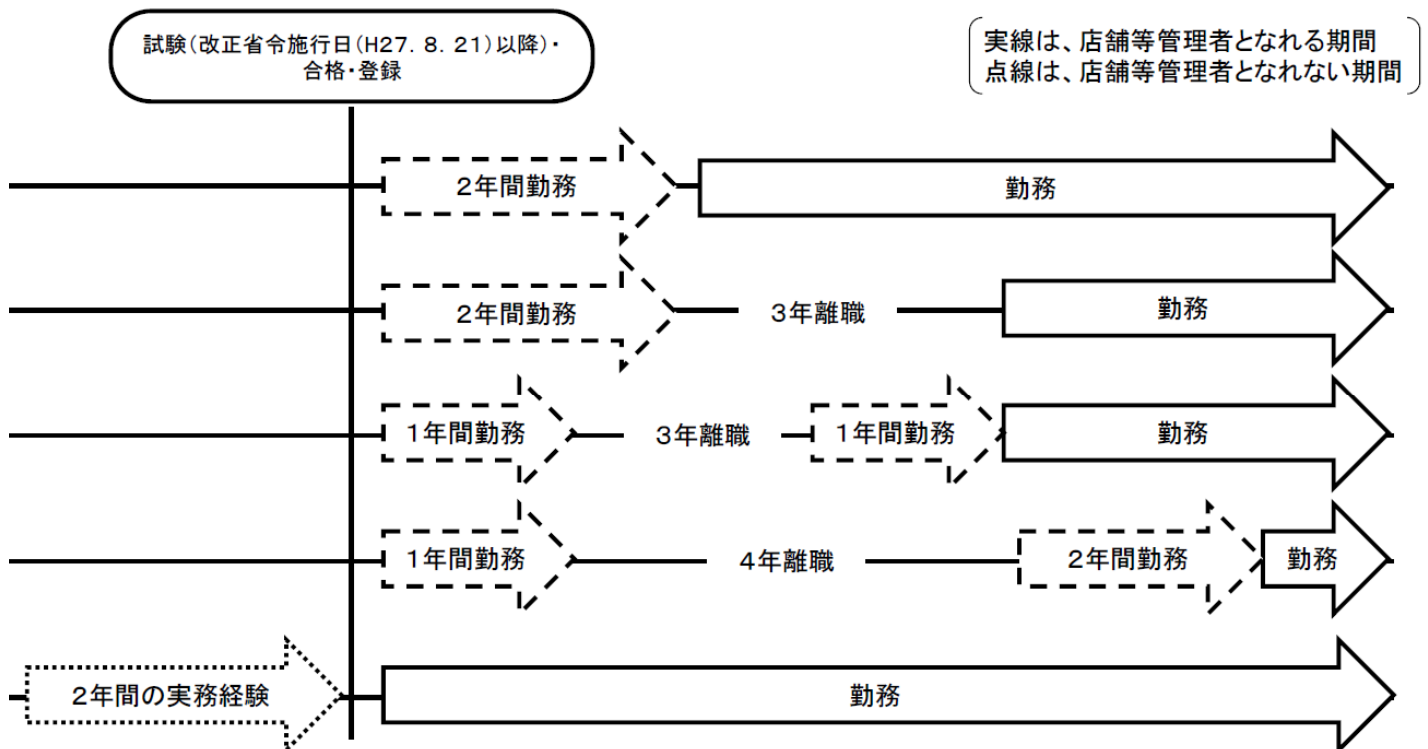 試験(改正省令施行日(H27.8.21)以降)・
合格・登録
実線は、店舗等管理者となれる期間
点線は、店舗等管理者となれない期間
2年間勤務
勤務
2年間勤務
3年離職
勤務
1年間勤務
3年離職
1年間勤務
勤務
1年間勤務
4年離職
2年間勤務
勤務
2年間の実務経験
勤務